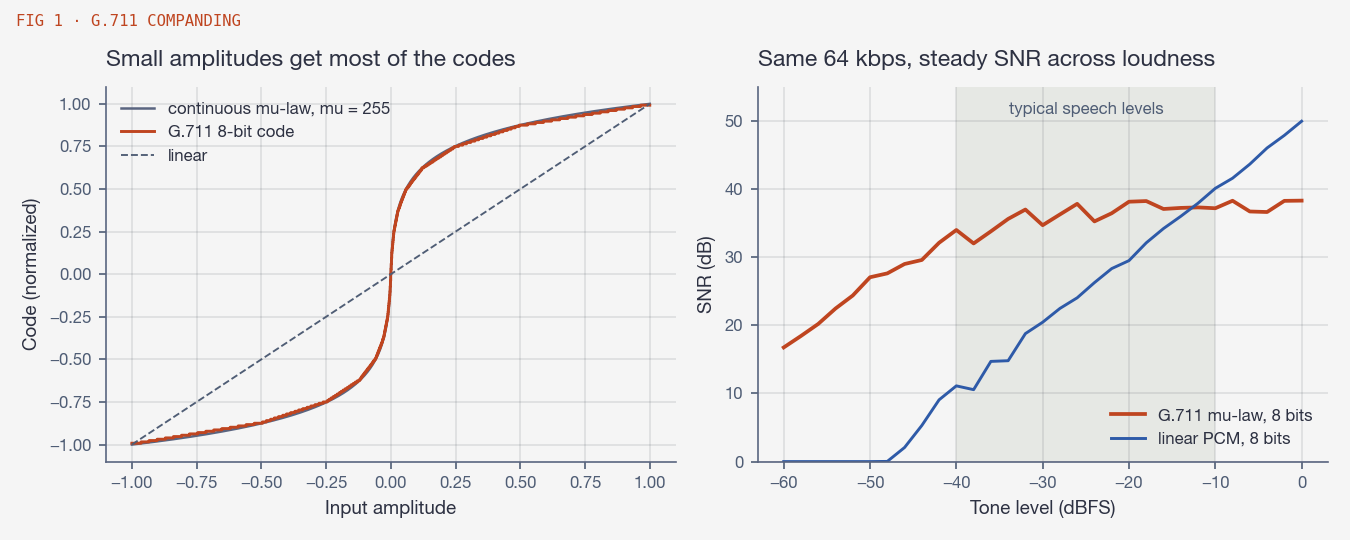 FIG 1 · G.711 COMPANDING
Small amplitudes get most of the codes
1.00
0.75
0.50
0.25
0.00
−0.25
−0.50
−0.75
−1.00
Code (normalized)
continuous mu-law, mu = 255
G.711 8-bit code
linear
−1.00 −0.75 −0.50 −0.25 0.00 0.25 0.50 0.75 1.00
Input amplitude
Same 64 kbps, steady SNR across loudness
50
40
30
20
10
0
SNR (dB)
typical speech levels
G.711 mu-law, 8 bits
linear PCM, 8 bits
−60 −50 −40 −30 −20 −10 0
Tone level (dBFS)